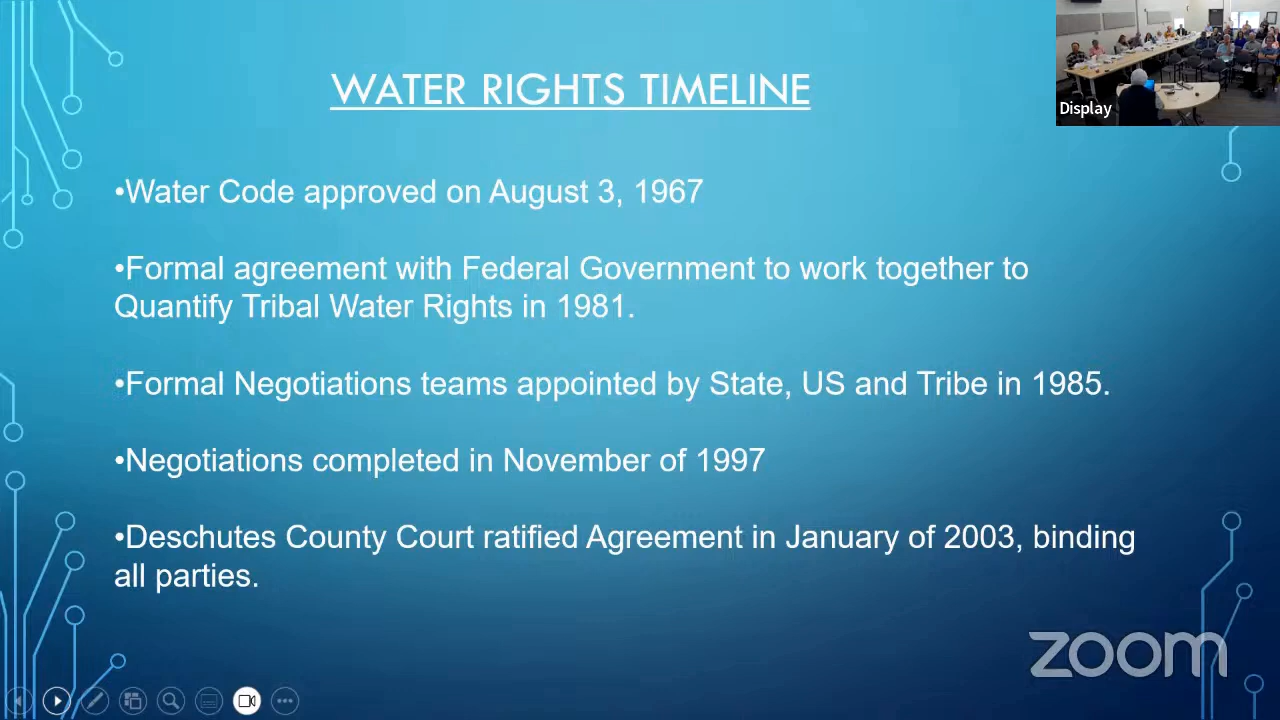 WATER RIGHTS TIMELINE
Display
•Water Code approved on August 3, 1967
•Formal agreement with Federal Government to work together to
Quantify Tribal Water Rights in 1981.
•Formal Negotiations teams appointed by State, US and Tribe in 1985.
•Negotiations completed in November of 1997
•Deschutes County Court ratified Agreement in January of 2003, binding
all parties.
zoom